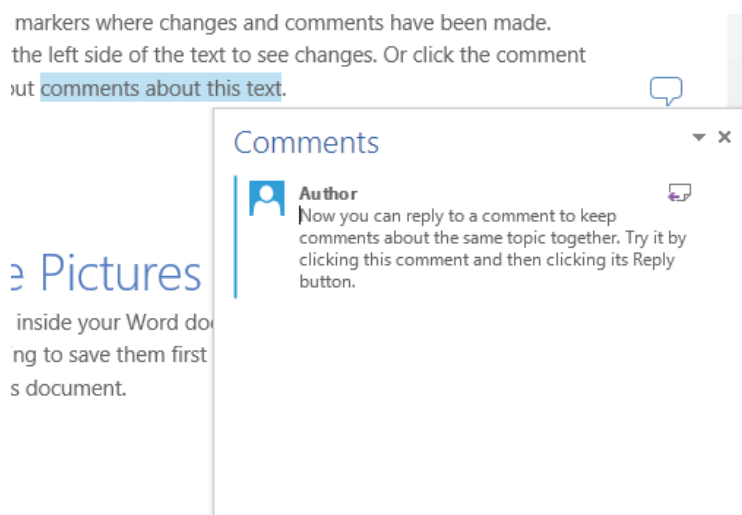 markers where changes and comments have been made.
the left side of the text to see changes. Or click the comment
comments about this text.
Comments
Author
Now you can reply to a comment to keep
comments about the same topic together. Try it by
clicking this comment and then clicking its Reply
button.
Pictures
inside your Word
to save them first
document.